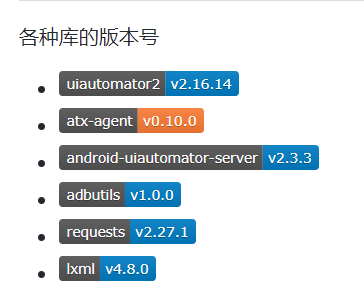 各种库的版本号
uiautomator2 v2.16.14
atx-agent v0.10.0
android-uiautomator-server v2.3.3
adbutils v1.0.0
requests v2.27.1
lxml v4.8.0